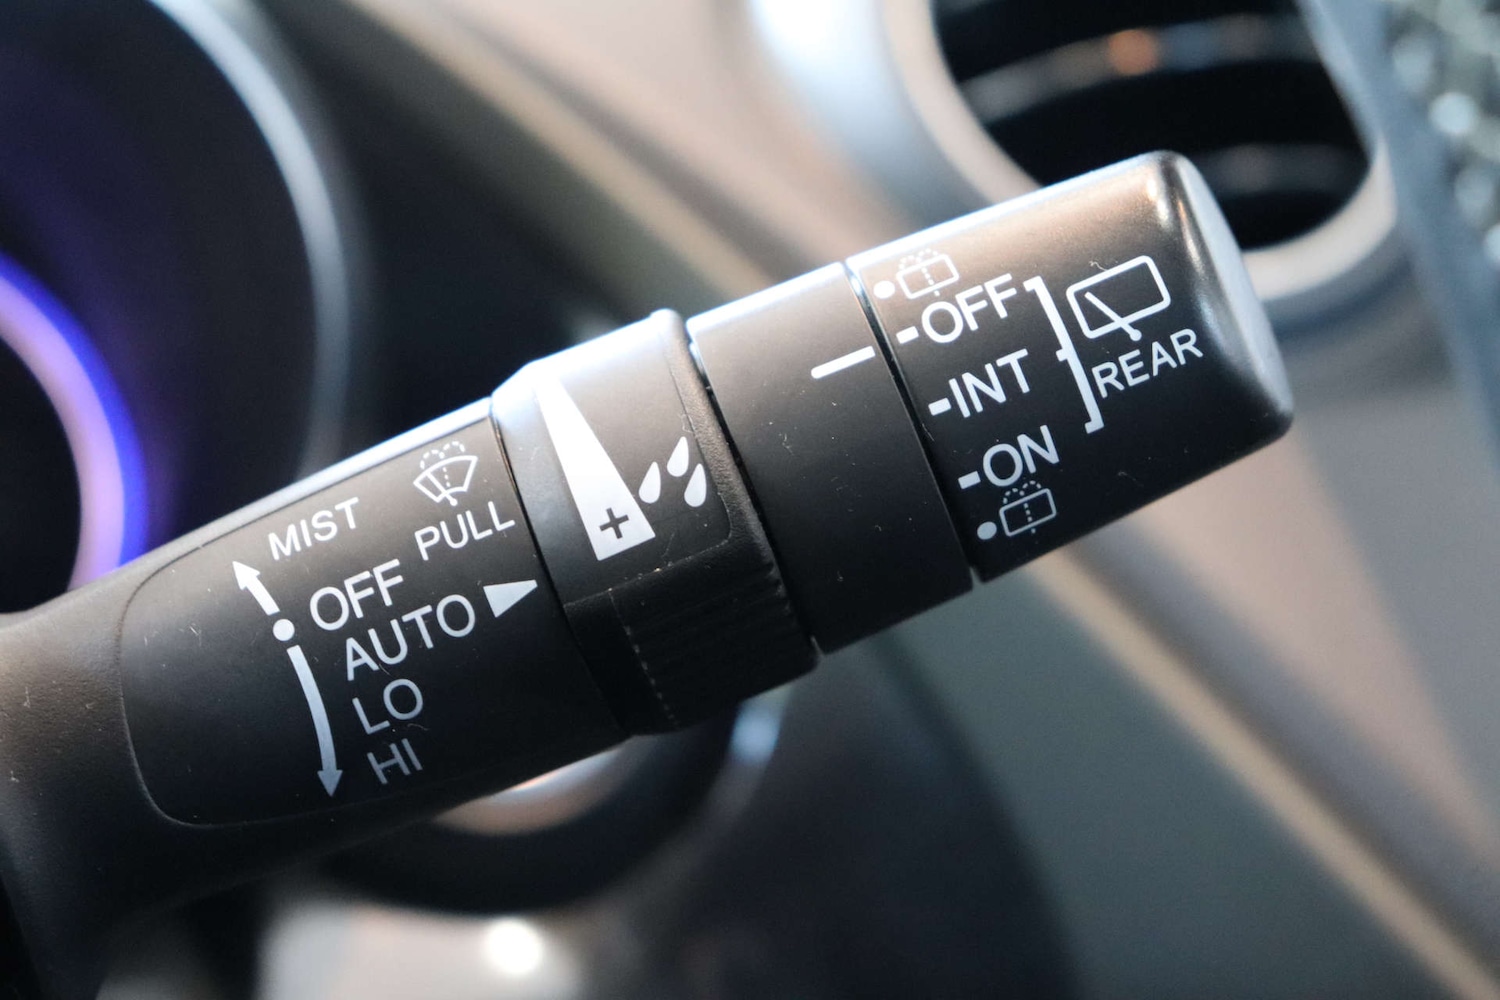 MIST
PULL
OFF
AUTO
LO
HI
+
OFF
INT
ON
REAR